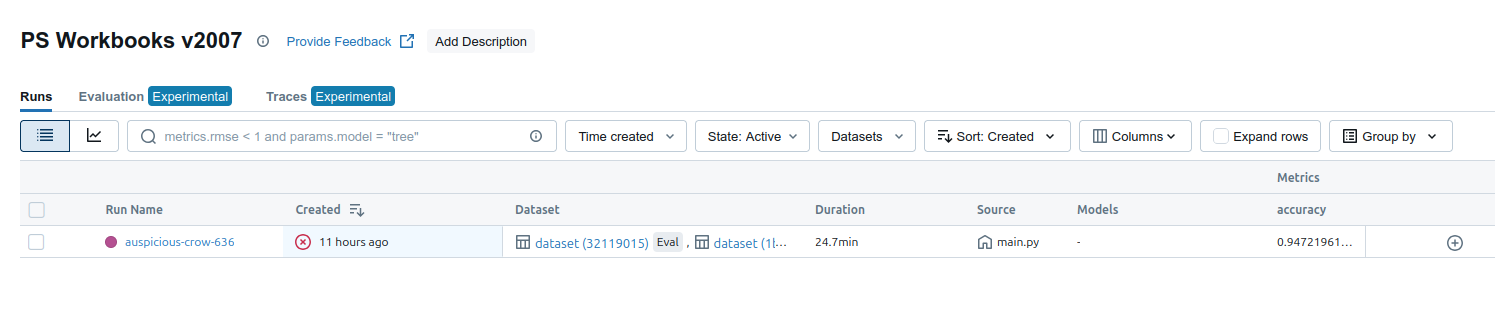 PS Workbooks v2007 Provide Feedback Add Description
Runs Evaluation Experimental Traces Experimental
metrics.rmse < 1 and params.model = "tree" Time created State: Active Datasets Sort: Created Columns Expand rows Group by
Metrics
Run Name Created Dataset Duration Source Models accuracy
auspicious-crow-636 11 hours ago dataset (32119015) Eval , dataset (1l… 24.7min main.py - 0.94721961…